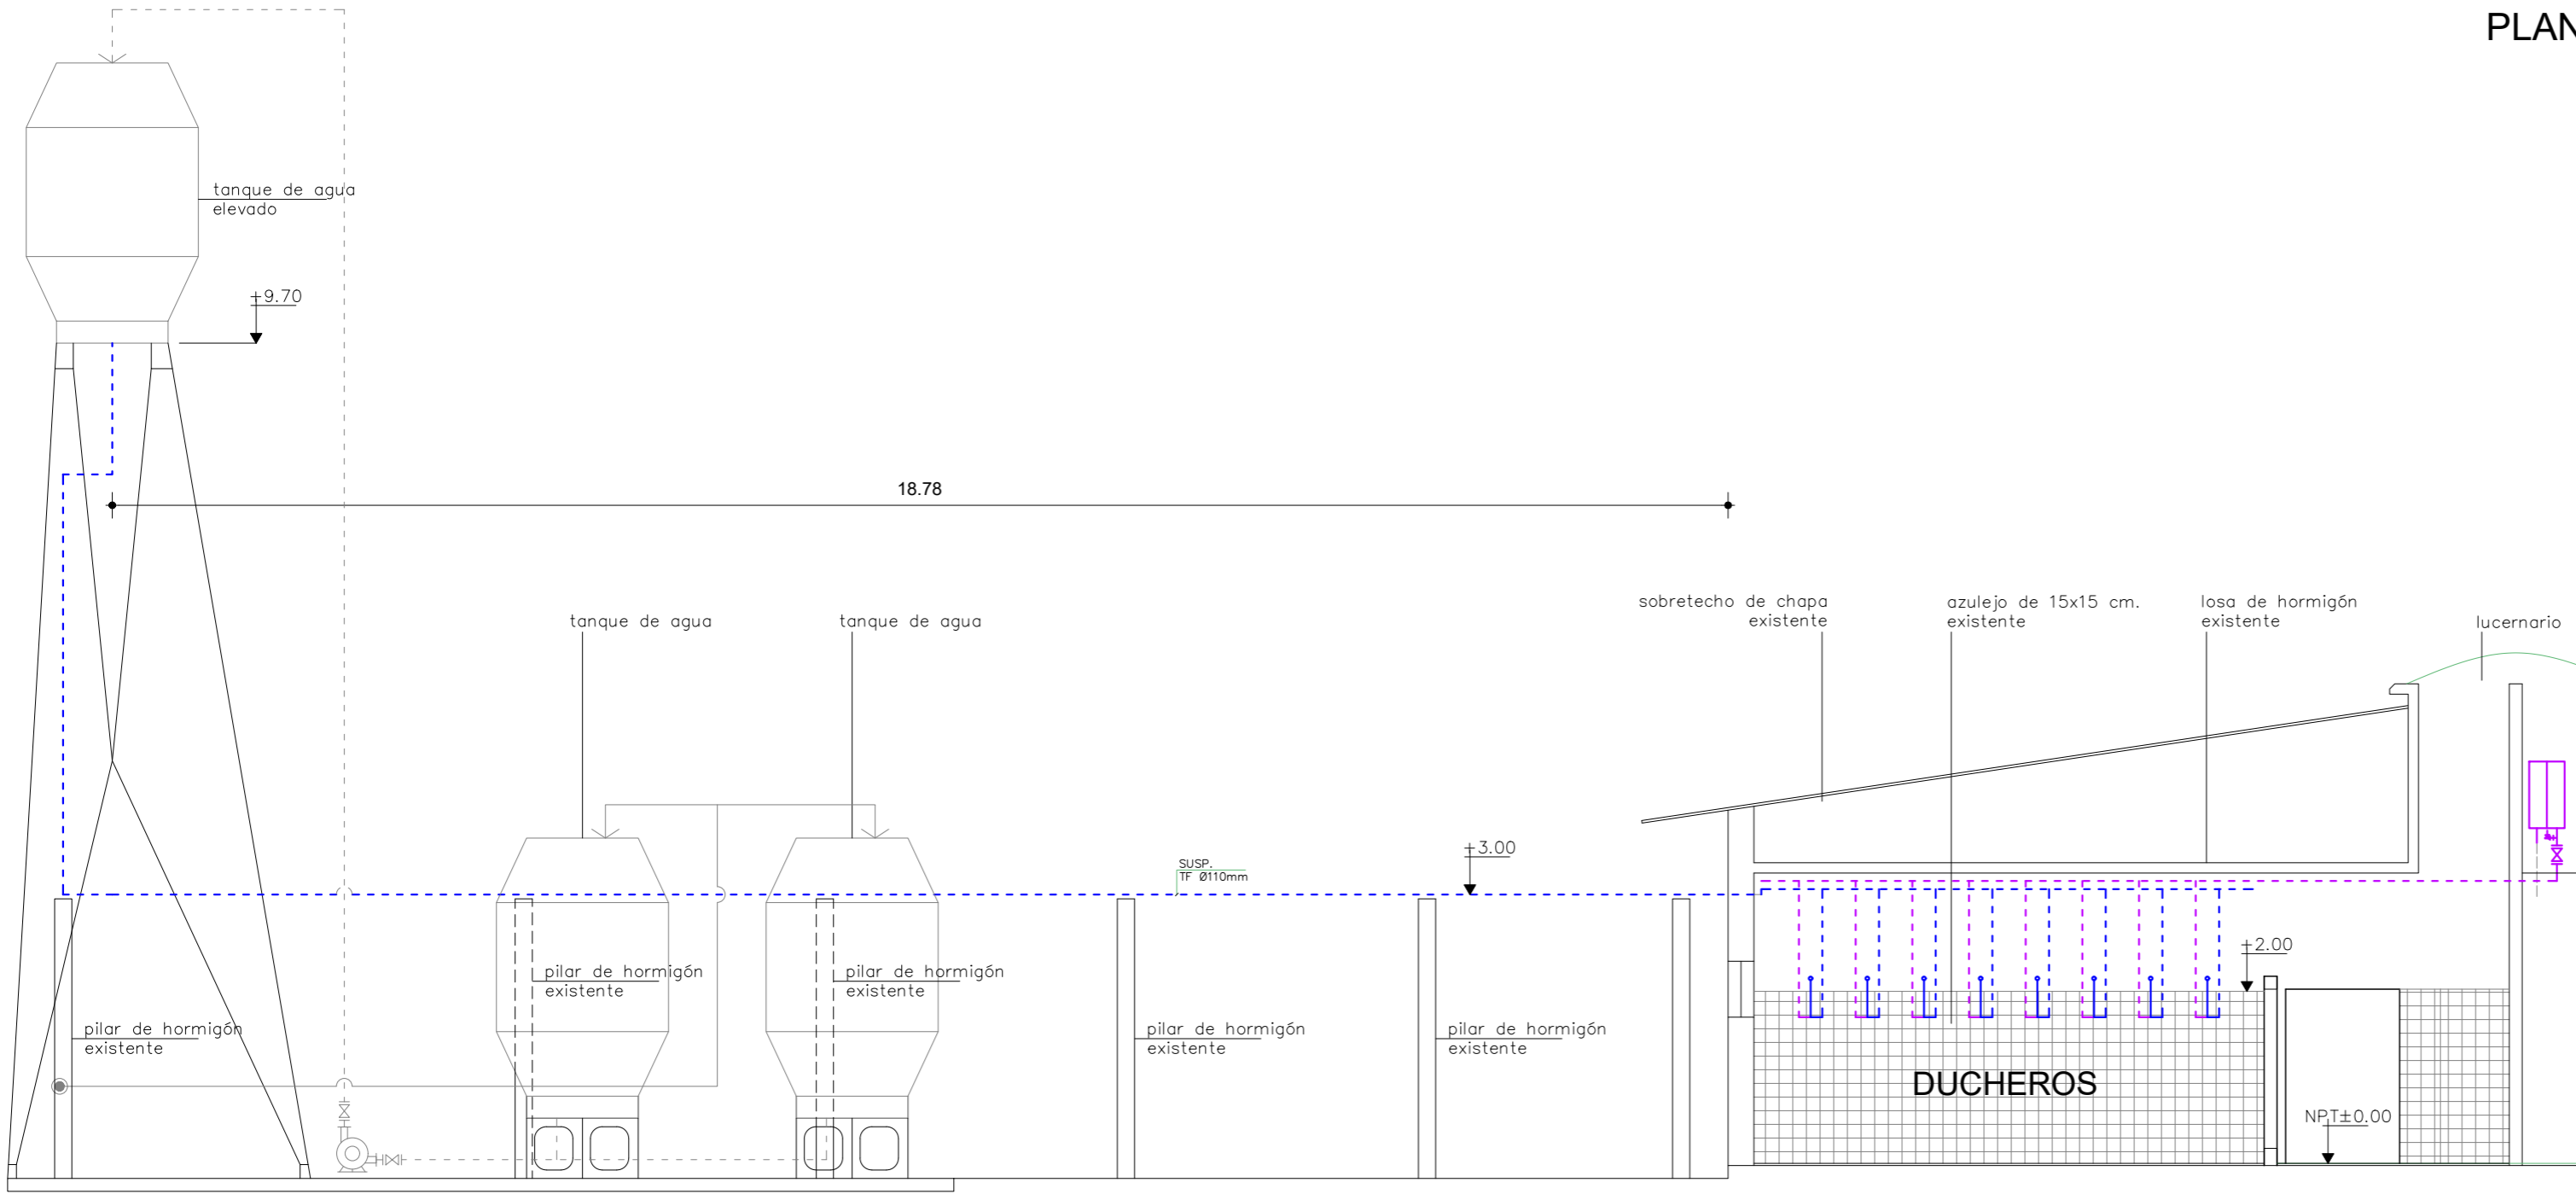 PLAN
tanque de agua
elevado
+9.70
18.78
tanque de agua
tanque de agua
sobretecho de chapa
existente
azulejo de 15x15 cm.
existente
losa de hormigón
existente
lucernario
SUSP.
TF Ø110mm
+3.00
+2.00
pilar de hormigón
existente
pilar de hormigón
existente
pilar de hormigón
existente
pilar de hormigón
existente
pilar de hormigón
existente
DUCHEROS
NPT±0.00